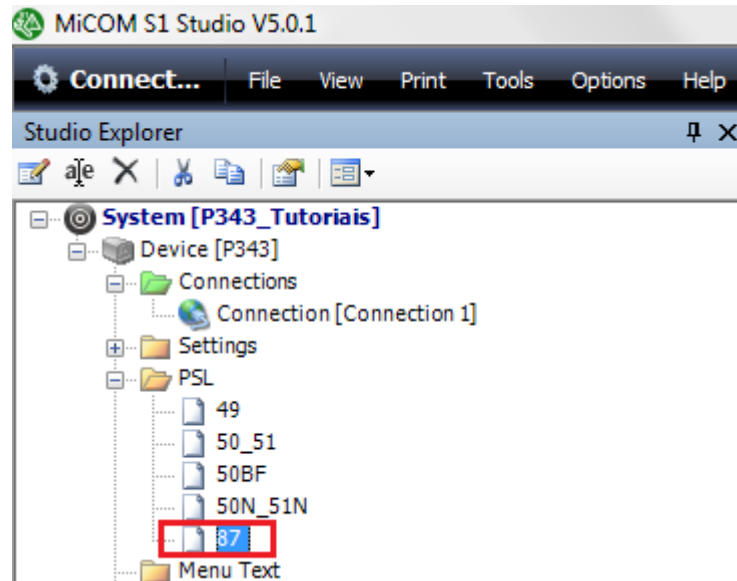 MiCOM S1 Studio V5.0.1
Connect... File View Print Tools Options Help
Studio Explorer
System [P343_Tutoriais]
Device [P343]
Connections
Connection [Connection 1]
Settings
PSL
49
50_51
50BF
50N_51N
87
Menu Text